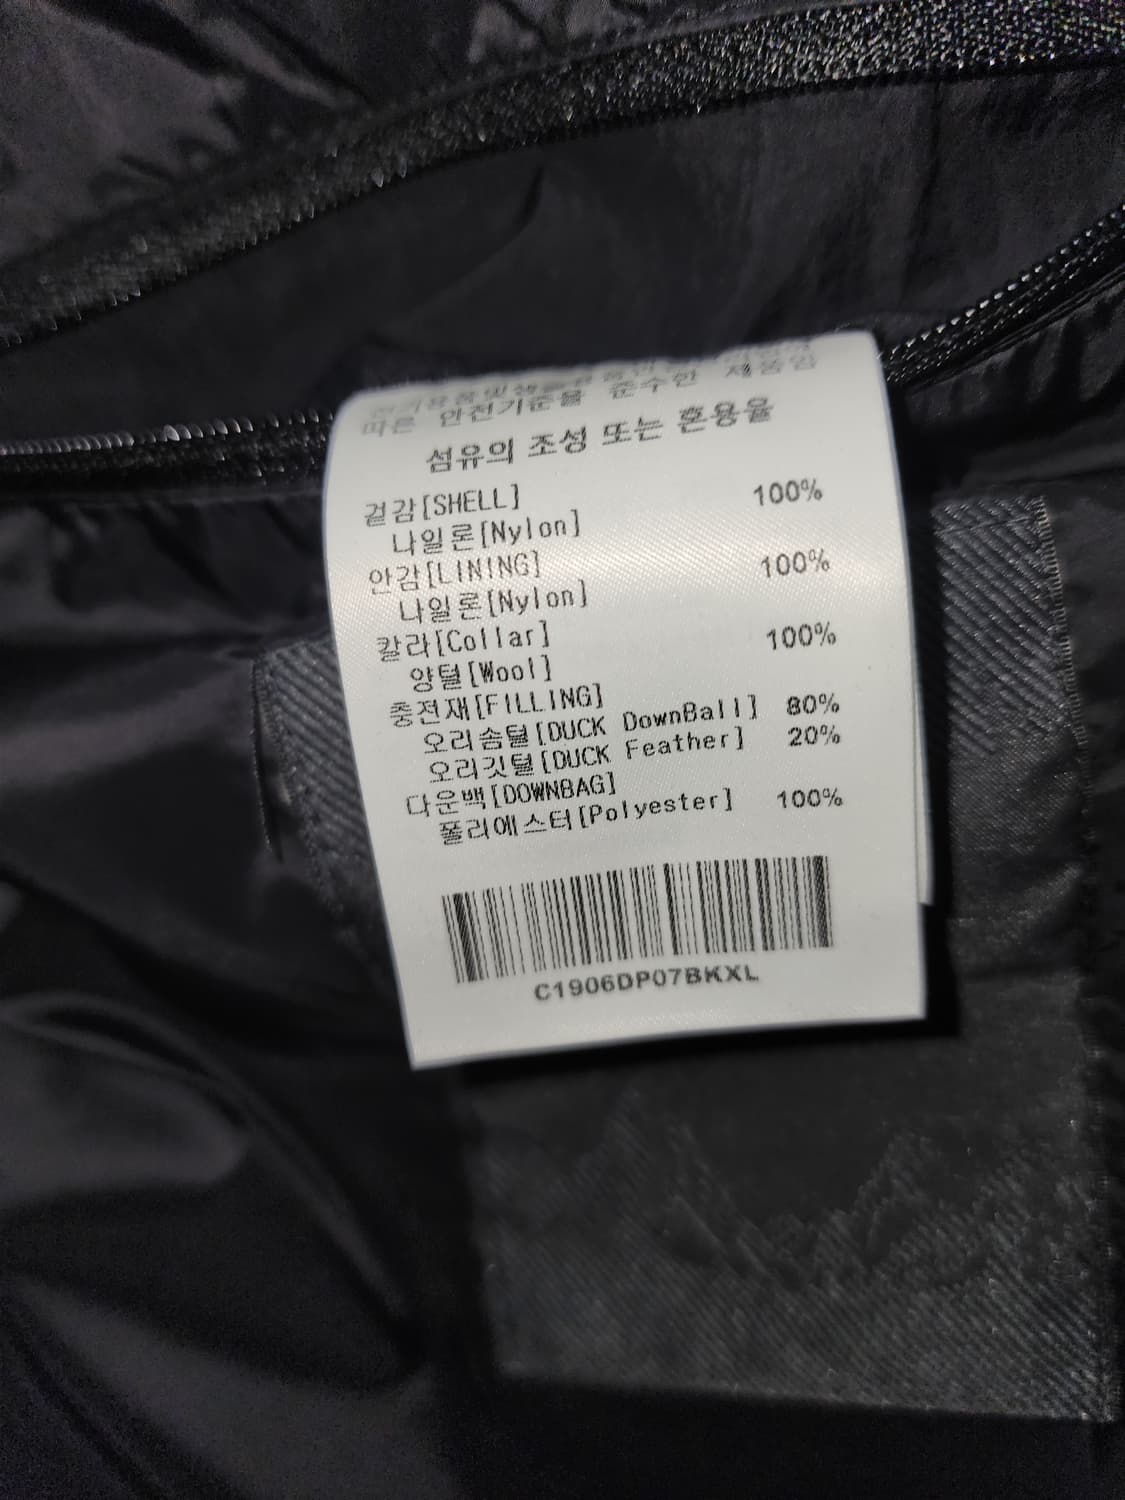 따른 안전기준을 준수한 제품임
섬유의 조성 또는 혼용율
겉감[SHELL]
나일론[Nylon] 100%
안감[LINING]
나일론[Nylon] 100%
칼라[Collar]
양털[Wool] 100%
충전재[FILLING]
오리솜털[DUCK DownBall] 80%
오리깃털[DUCK Feather] 20%
다운백[DOWNBAG]
폴리에스터[Polyester] 100%
C1906DP07BKXL